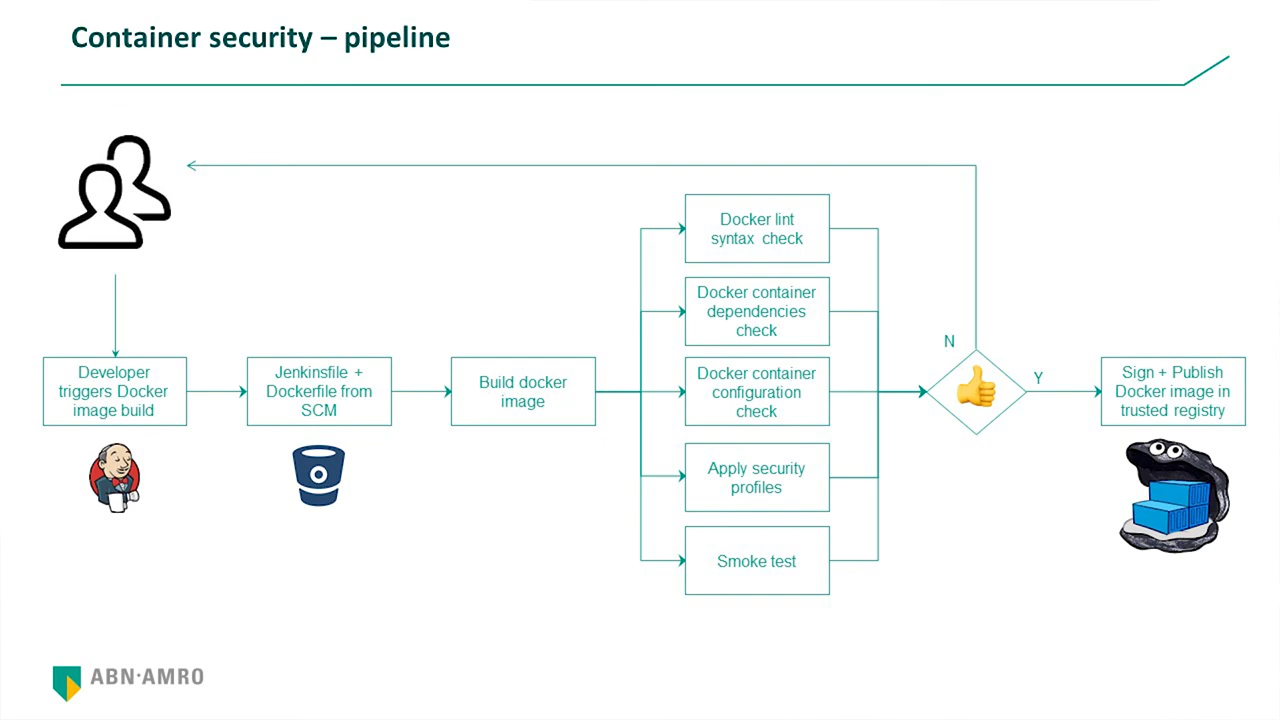 Container security – pipeline
Docker lint
syntax check
Docker container
dependencies
check
N
Developer
triggers Docker
image build
Jenkinsfile +
Dockerfile from
SCM
Build docker
image
Docker container
configuration
check
Y
Sign + Publish
Docker image in
trusted registry
Apply security
profiles
Smoke test
ABN·AMRO